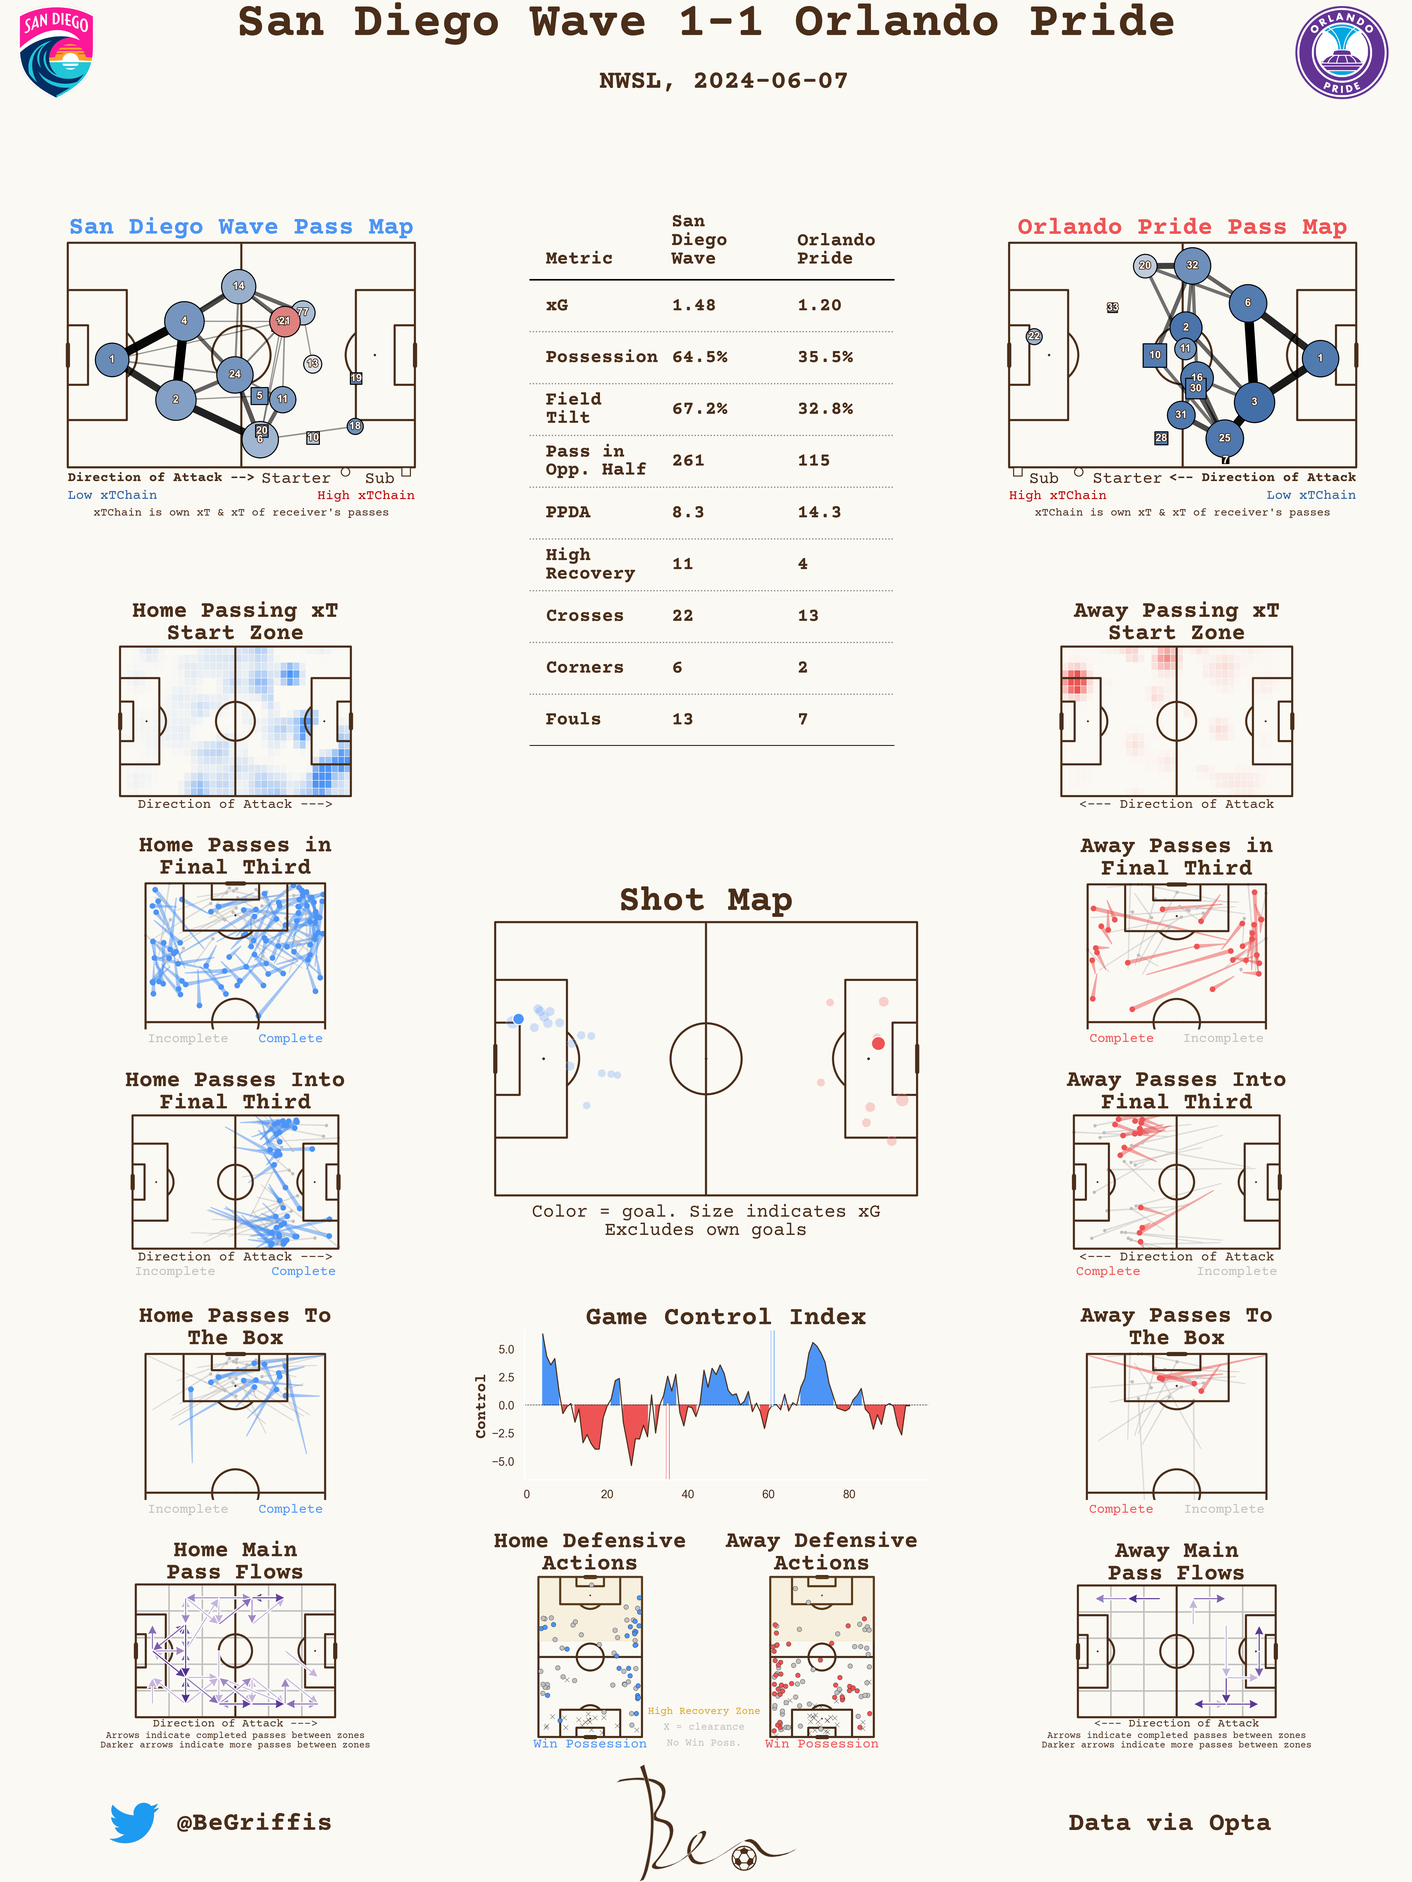 San Diego Wave 1-1 Orlando Pride
NWSL, 2024-06-07
SAN DIEGO
ORLANDO
PRIDE
San Diego Wave Pass Map
14
77
4
21
1
13
24
19
5
11
2
18
20
10
6
Direction of Attack -->
Starter
Sub
Low xTChain
High xTChain
xTChain is own xT & xT of receiver's passes
Metric San Diego Wave Orlando Pride
xG 1.48 1.20
Possession 64.5% 35.5%
Field Tilt 67.2% 32.8%
Pass in Opp. Half 261 115
PPDA 8.3 14.3
High Recovery 11 4
Crosses 22 13
Corners 6 2
Fouls 13 7
Orlando Pride Pass Map
20
32
6
33
2
22
11
10
1
16
30
3
31
28
25
7
Sub
Starter
<-- Direction of Attack
High xTChain
Low xTChain
xTChain is own xT & xT of receiver's passes
Home Passing xT
Start Zone
Direction of Attack --->
Away Passing xT
Start Zone
<--- Direction of Attack
Home Passes in
Final Third
Incomplete
Complete
Away Passes in
Final Third
Complete
Incomplete
Shot Map
Color = goal. Size indicates xG
Excludes own goals
Home Passes Into
Final Third
Direction of Attack --->
Incomplete
Complete
Away Passes Into
Final Third
<--- Direction of Attack
Complete
Incomplete
Home Passes To
The Box
Incomplete
Complete
Game Control Index
Control
5.0
2.5
0.0
−2.5
−5.0
0
20
40
60
80
Away Passes To
The Box
Complete
Incomplete
Home Main
Pass Flows
Direction of Attack --->
Arrows indicate completed passes between zones
Darker arrows indicate more passes between zones
Home Defensive
Actions
Win Possession
High Recovery Zone
X = clearance
No Win Poss.
Away Defensive
Actions
Win Possession
Away Main
Pass Flows
<--- Direction of Attack
Arrows indicate completed passes between zones
Darker arrows indicate more passes between zones
@BeGriffis
Ben
Data via Opta